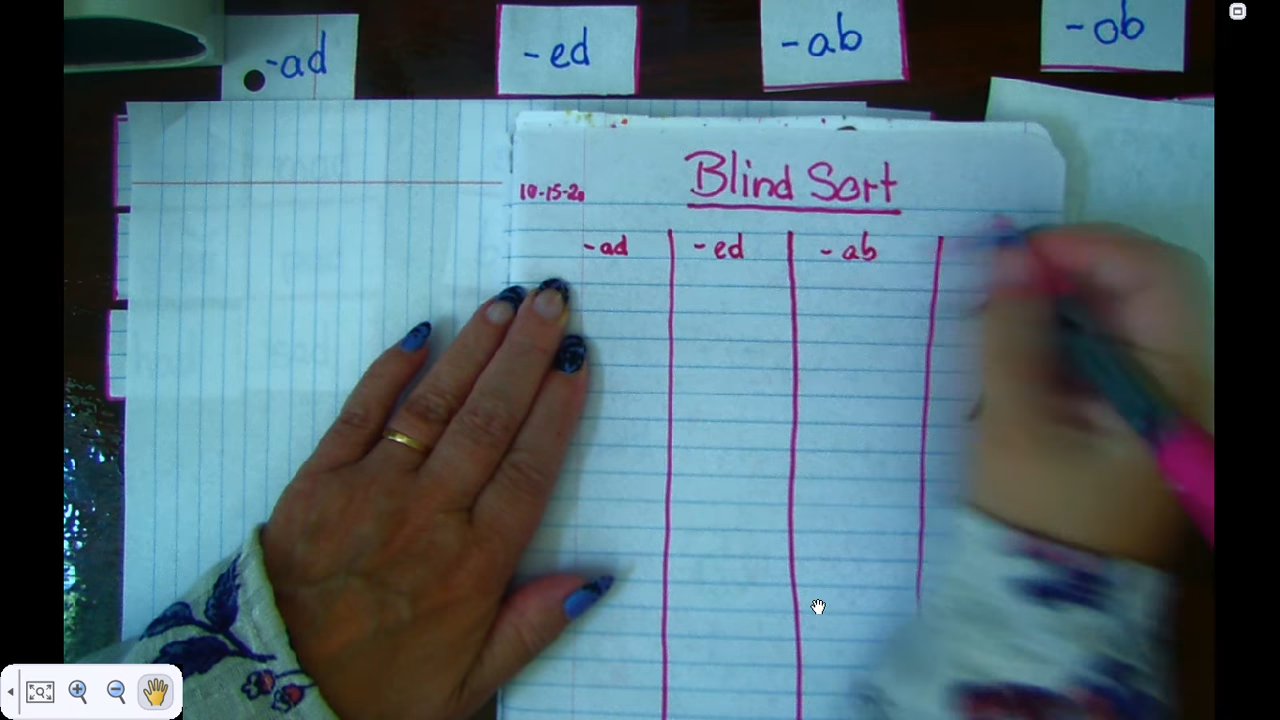 -ad
-ed
-ab
-ob
Blind Sort
10-15-20
-ad -ed -ab